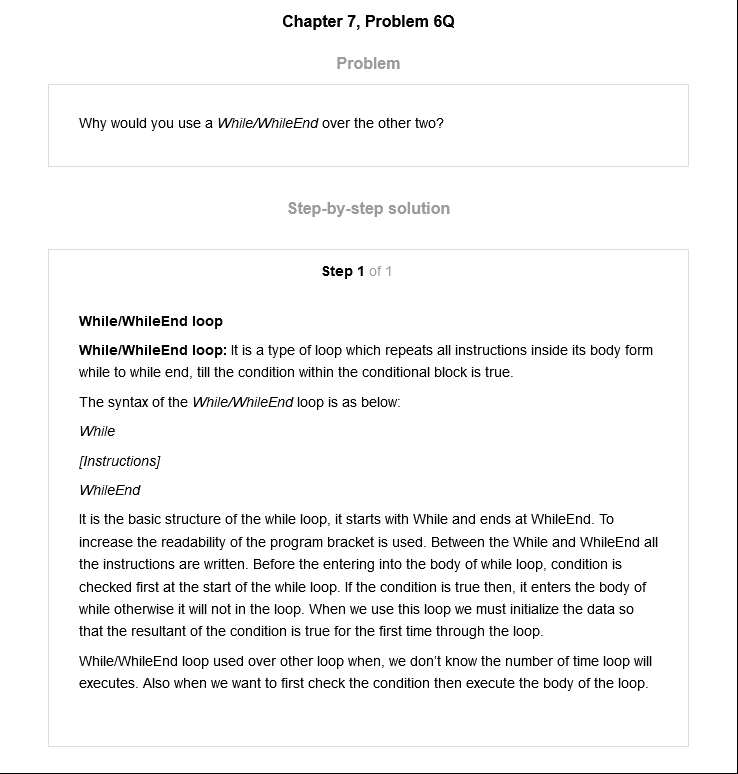 Chapter 7, Problem 6Q
Problem
Why would you use a While/WhileEnd over the other two?
Step-by-step solution
Step 1 of 1
While/WhileEnd loop
While/WhileEnd loop: It is a type of loop which repeats all instructions inside its body form
while to while end, till the condition within the conditional block is true.
The syntax of the While/WhileEnd loop is as below:
While
[Instructions]
WhileEnd
It is the basic structure of the while loop, it starts with While and ends at WhileEnd. To
increase the readability of the program bracket is used. Between the While and WhileEnd all
the instructions are written. Before the entering into the body of while loop, condition is
checked first at the start of the while loop. If the condition is true then, it enters the body of
while otherwise it will not in the loop. When we use this loop we must initialize the data so
that the resultant of the condition is true for the first time through the loop.
While/WhileEnd loop used over other loop when, we don’t know the number of time loop will
executes. Also when we want to first check the condition then execute the body of the loop.